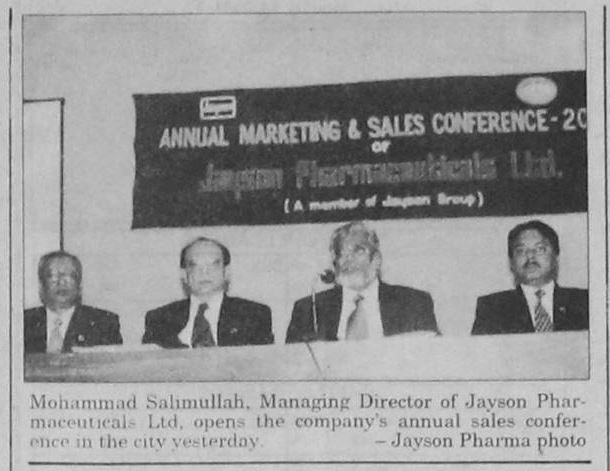 ANNUAL MARKETING & SALES CONFERENCE - 20
OF
Jayson Pharmaceuticals Ltd.
(A member of Jayson Group)
Mohammad Salimullah, Managing Director of Jayson Phar-
maceuticals Ltd, opens the company's annual sales confer-
ence in the city yesterday. – Jayson Pharma photo